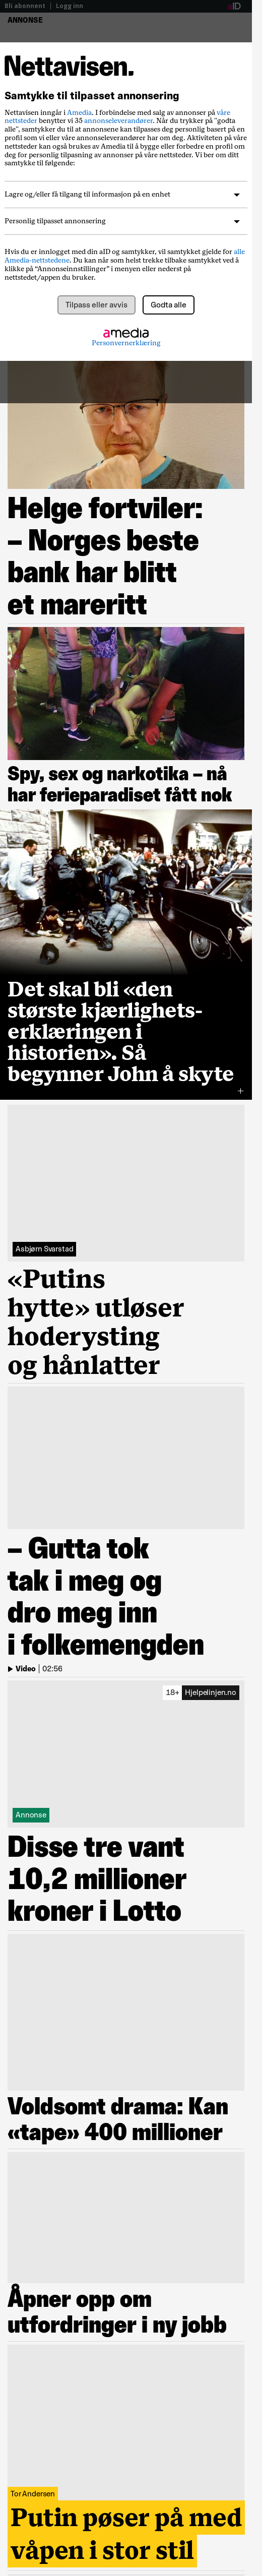 Bli abonnent | Logg inn
aID
ANNONSE
Nettavisen.
Samtykke til tilpasset annonsering
Nettavisen inngår i Amedia. I forbindelse med salg av annonser på våre
nettsteder benytter vi 35 annonseleverandører. Når du trykker på "godta
alle", samtykker du til at annonsene kan tilpasses deg personlig basert på en
profil som vi eller våre annonseleverandører har om deg. Aktiviteten på våre
nettsteder kan også brukes av Amedia til å bygge eller forbedre en profil om
deg for personlig tilpasning av annonser på våre nettsteder. Vi ber om ditt
samtykke til følgende:
Lagre og/eller få tilgang til informasjon på en enhet
Personlig tilpasset annonsering
Hvis du er innlogget med din aID og samtykker, vil samtykket gjelde for alle
Amedia-nettstedene. Du kan når som helst trekke tilbake samtykket ved å
klikke på “Annonseinnstillinger” i menyen eller nederst på
nettstedet/appen du bruker.
Tilpass eller avvis
Godta alle
amedia
Personvernerklæring
Helge fortviler:
– Norges beste
bank har blitt
et mareritt
Spy, sex og narkotika – nå
har ferieparadiset fått nok
Det skal bli «den
største kjærlighets-
erklæringen i
historien». Så
begynner John å skyte
+
Asbjørn Svarstad
«Putins
hytte» utløser
hoderysting
og hånlatter
– Gutta tok
tak i meg og
dro meg inn
i folkemengden
Video | 02:56
18+ Hjelpelinjen.no
Annonse
Disse tre vant
10,2 millioner
kroner i Lotto
Voldsomt drama: Kan
«tape» 400 millioner
Åpner opp om
utfordringer i ny jobb
Tor Andersen
Putin pøser på med
våpen i stor stil